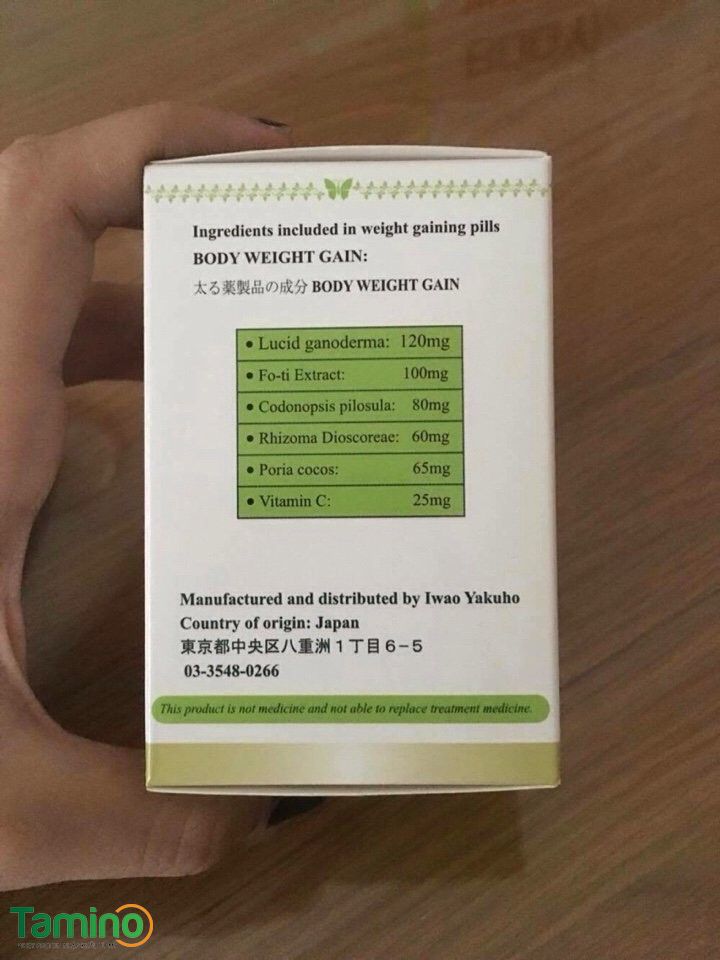 Ingredients included in weight gaining pills
BODY WEIGHT GAIN:
太る薬製品の成分 BODY WEIGHT GAIN
• Lucid ganoderma: 120mg
• Fo-ti Extract: 100mg
• Codonopsis pilosula: 80mg
• Rhizoma Dioscoreae: 60mg
• Poria cocos: 65mg
• Vitamin C: 25mg
Manufactured and distributed by Iwao Yakuho
Country of origin: Japan
東京都中央区八重洲1丁目6-5
03-3548-0266
This product is not medicine and not able to replace treatment medicine.
Tamino